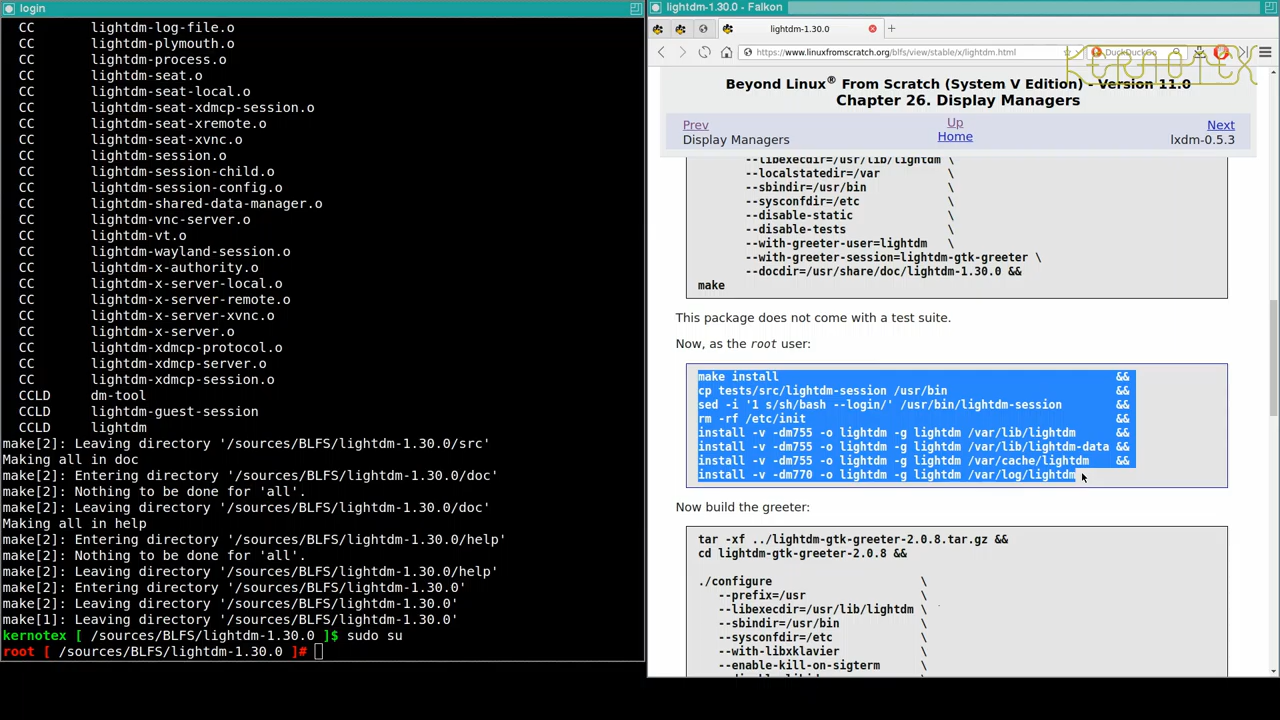 login
CC lightdm-log-file.o
CC lightdm-plymouth.o
CC lightdm-process.o
CC lightdm-seat.o
CC lightdm-seat-local.o
CC lightdm-seat-xdmcp-session.o
CC lightdm-seat-xremote.o
CC lightdm-seat-xvnc.o
CC lightdm-session.o
CC lightdm-session-child.o
CC lightdm-session-config.o
CC lightdm-shared-data-manager.o
CC lightdm-vnc-server.o
CC lightdm-vt.o
CC lightdm-wayland-session.o
CC lightdm-x-authority.o
CC lightdm-x-server-local.o
CC lightdm-x-server-remote.o
CC lightdm-x-server-xvnc.o
CC lightdm-x-server.o
CC lightdm-xdmcp-protocol.o
CC lightdm-xdmcp-server.o
CC lightdm-xdmcp-session.o
CCLD dm-tool
CCLD lightdm-guest-session
CCLD lightdm
make[2]: Leaving directory '/sources/BLFS/lightdm-1.30.0/src'
Making all in doc
make[2]: Entering directory '/sources/BLFS/lightdm-1.30.0/doc'
make[2]: Nothing to be done for 'all'.
make[2]: Leaving directory '/sources/BLFS/lightdm-1.30.0/doc'
Making all in help
make[2]: Entering directory '/sources/BLFS/lightdm-1.30.0/help'
make[2]: Nothing to be done for 'all'.
make[2]: Leaving directory '/sources/BLFS/lightdm-1.30.0/help'
make[2]: Entering directory '/sources/BLFS/lightdm-1.30.0'
make[2]: Leaving directory '/sources/BLFS/lightdm-1.30.0'
make[1]: Leaving directory '/sources/BLFS/lightdm-1.30.0'
kernotex [ /sources/BLFS/lightdm-1.30.0 ]$ sudo su
root [ /sources/BLFS/lightdm-1.30.0 ]#
lightdm-1.30.0 - Falkon
lightdm-1.30.0
https://www.linuxfromscratch.org/blfs/view/stable/x/lightdm.html
DuckDuckGo
KERNOTEX
Beyond Linux® From Scratch (System V Edition) - Version 11.0
Chapter 26. Display Managers
Prev Up Next
Display Managers Home lxdm-0.5.3
--libexecdir=/usr/lib/lightdm \
--localstatedir=/var \
--sbindir=/usr/bin \
--sysconfdir=/etc \
--disable-static \
--disable-tests \
--with-greeter-user=lightdm \
--with-greeter-session=lightdm-gtk-greeter \
--docdir=/usr/share/doc/lightdm-1.30.0 &&
make
This package does not come with a test suite.
Now, as the root user:
make install &&
cp tests/src/lightdm-session /usr/bin &&
sed -i '1 s/sh/bash --login/' /usr/bin/lightdm-session &&
rm -rf /etc/init &&
install -v -dm755 -o lightdm -g lightdm /var/lib/lightdm &&
install -v -dm755 -o lightdm -g lightdm /var/lib/lightdm-data &&
install -v -dm755 -o lightdm -g lightdm /var/cache/lightdm &&
install -v -dm770 -o lightdm -g lightdm /var/log/lightdm
Now build the greeter:
tar -xf ../lightdm-gtk-greeter-2.0.8.tar.gz &&
cd lightdm-gtk-greeter-2.0.8 &&
./configure \
--prefix=/usr \
--libexecdir=/usr/lib/lightdm \
--sbindir=/usr/bin \
--sysconfdir=/etc \
--with-libxklavier \
--enable-kill-on-sigterm \